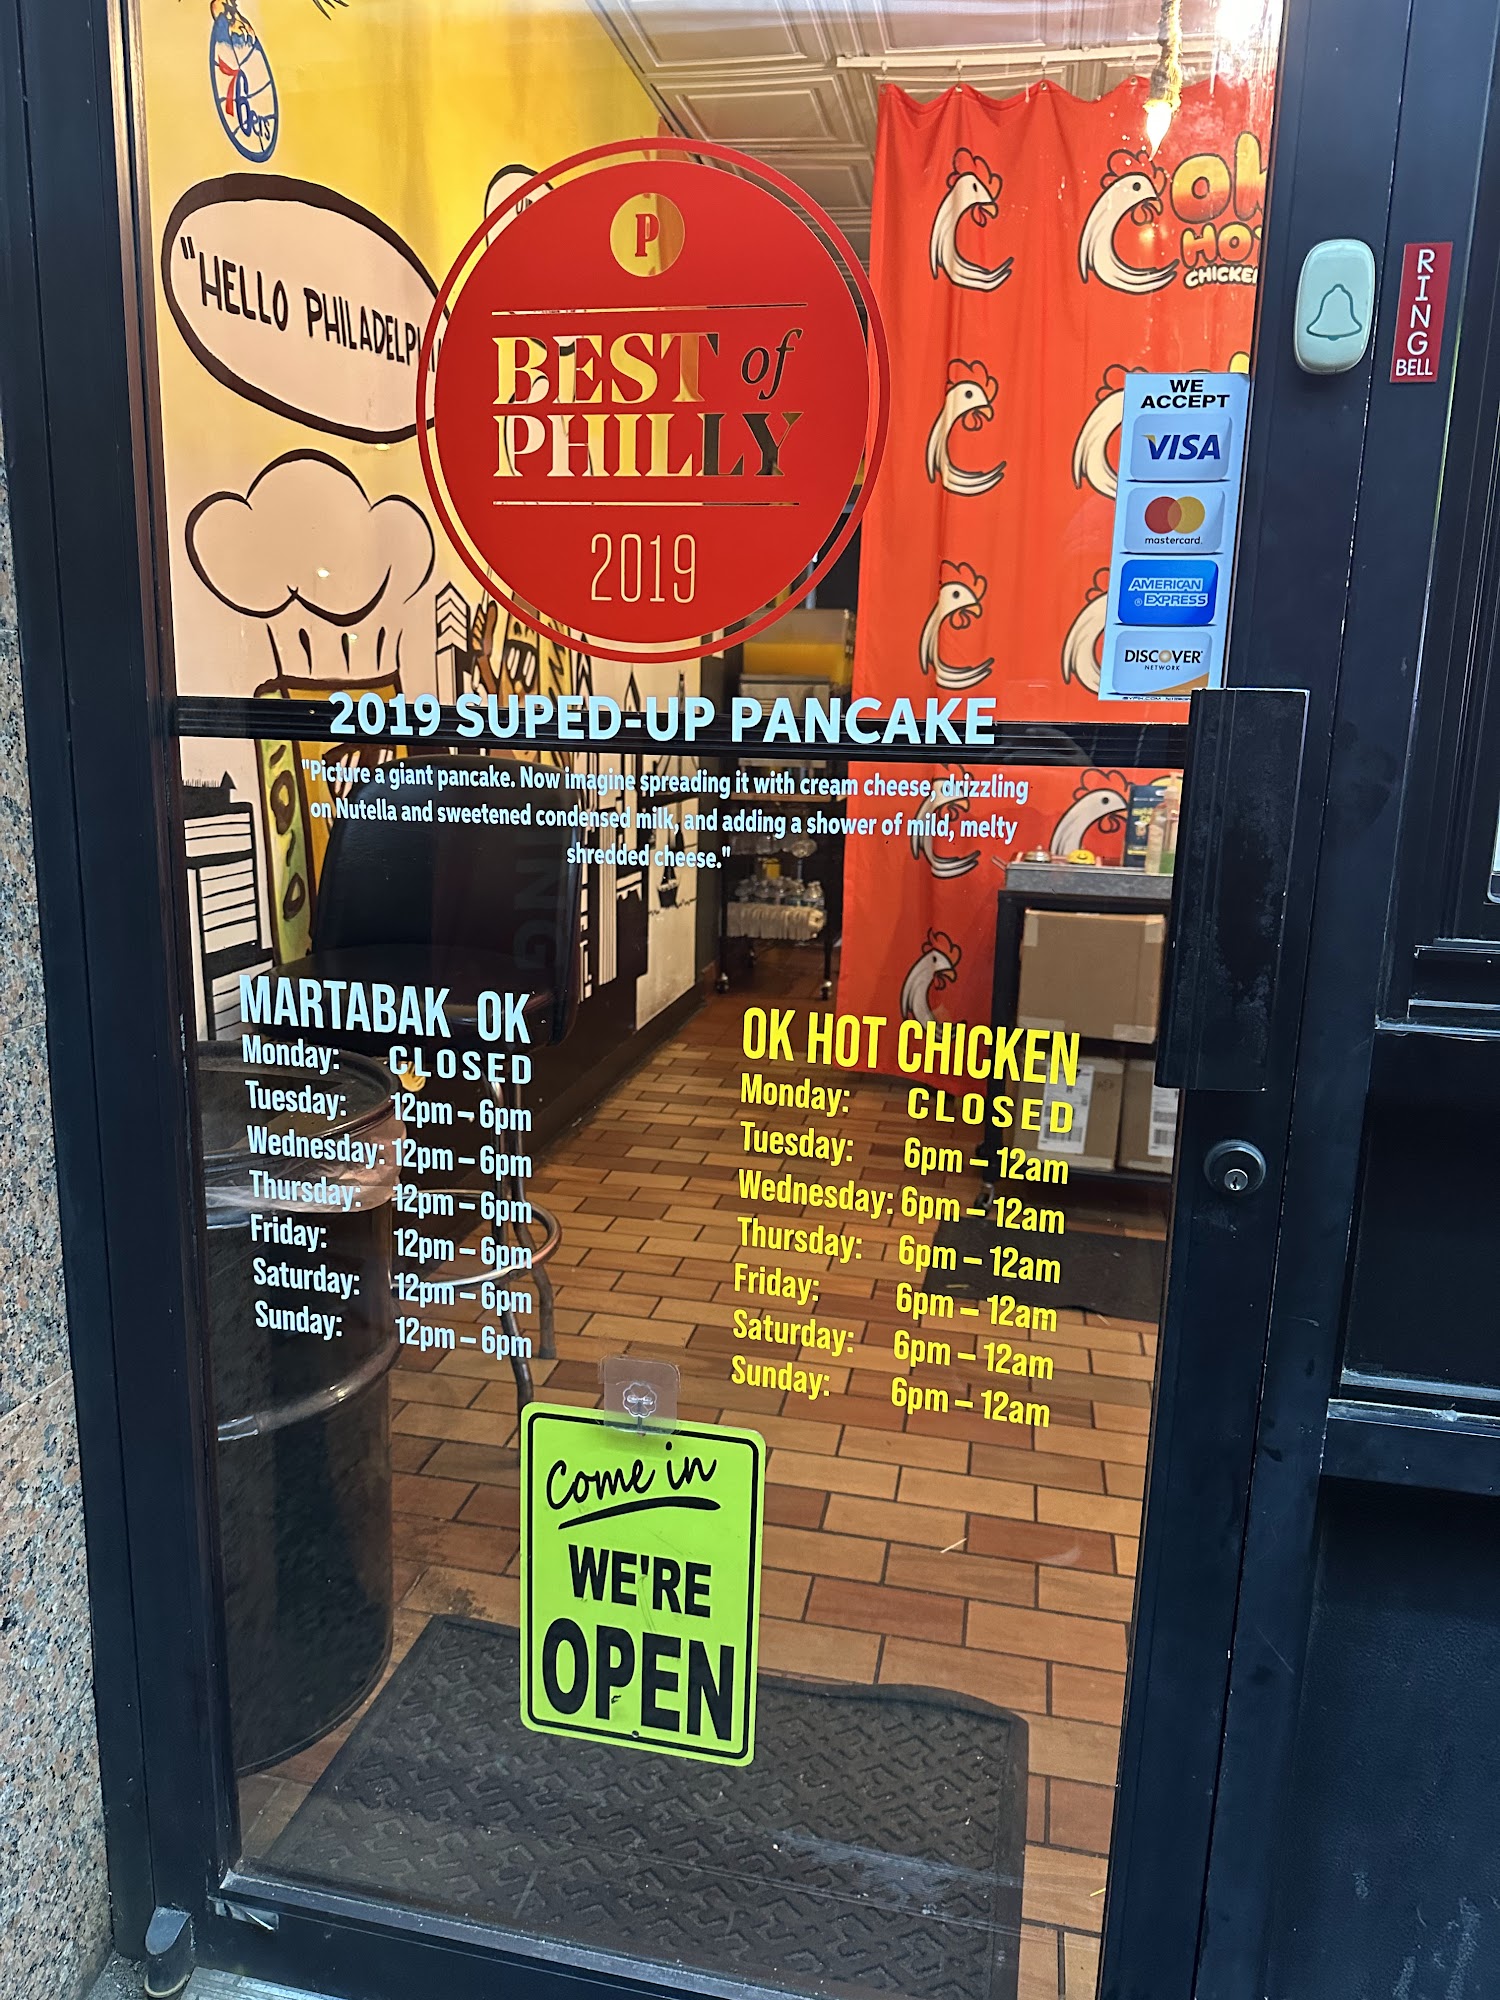 76ers
"HELLO PHILADELPHI
P
BEST of
PHILLY
2019
OK
HOT
CHICKEN
WE
ACCEPT
VISA
mastercard.
AMERICAN
EXPRESS
DISCOVER
NETWORK
RING
BELL
2019 SUPED-UP PANCAKE
"Picture a giant pancake. Now imagine spreading it with cream cheese, drizzling
on Nutella and sweetened condensed milk, and adding a shower of mild, melty
shredded cheese."
MARTABAK OK
Monday: CLOSED
Tuesday: 12pm – 6pm
Wednesday: 12pm – 6pm
Thursday: 12pm – 6pm
Friday: 12pm – 6pm
Saturday: 12pm – 6pm
Sunday: 12pm – 6pm
OK HOT CHICKEN
Monday: CLOSED
Tuesday: 6pm – 12am
Wednesday: 6pm – 12am
Thursday: 6pm – 12am
Friday: 6pm – 12am
Saturday: 6pm – 12am
Sunday: 6pm – 12am
Come in
WE'RE
OPEN